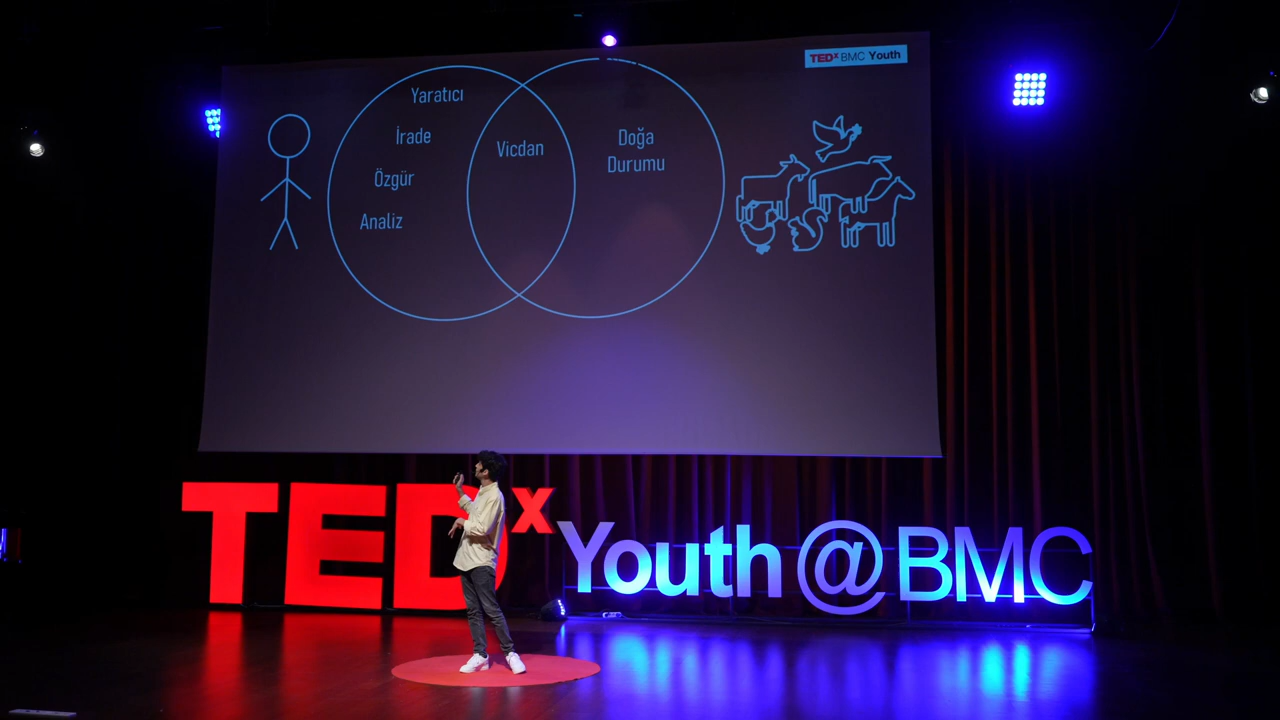 TEDx BMC Youth
Yaratıcı
İrade
Özgür
Analiz
Vicdan
Doğa
Durumu
TEDx
Youth@BMC